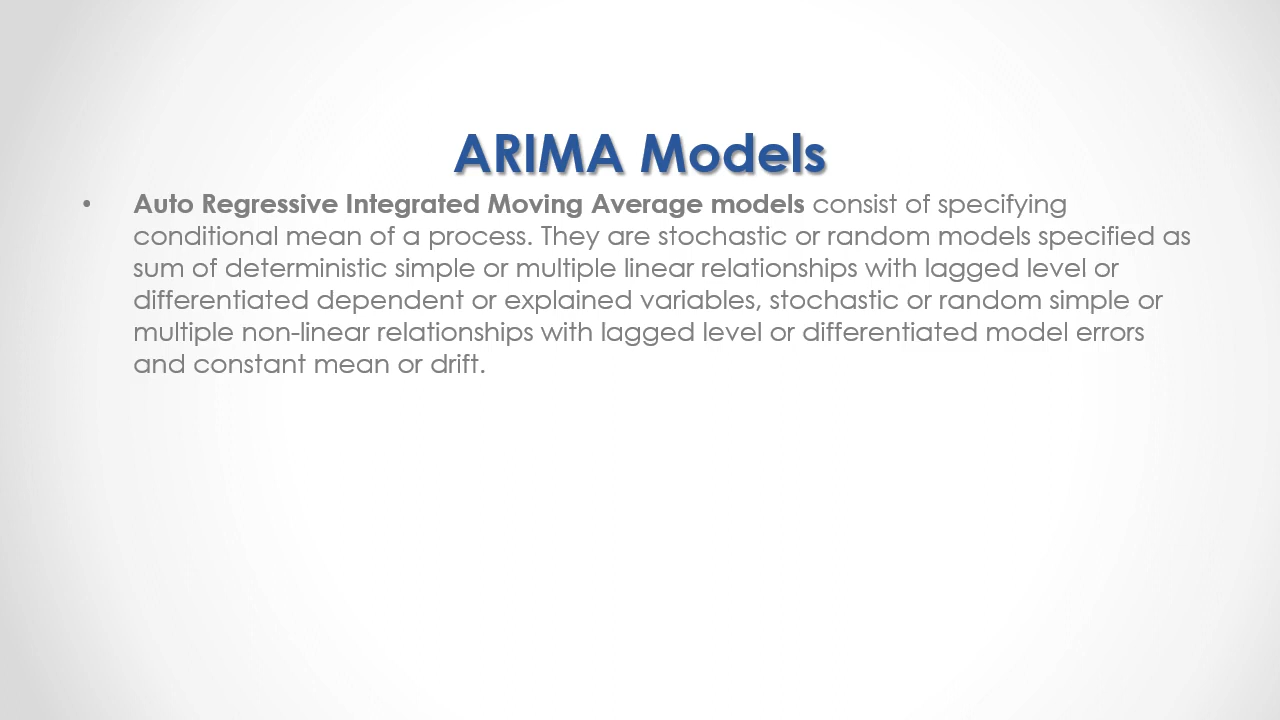 ARIMA Models
• Auto Regressive Integrated Moving Average models consist of specifying
conditional mean of a process. They are stochastic or random models specified as
sum of deterministic simple or multiple linear relationships with lagged level or
differentiated dependent or explained variables, stochastic or random simple or
multiple non-linear relationships with lagged level or differentiated model errors
and constant mean or drift.